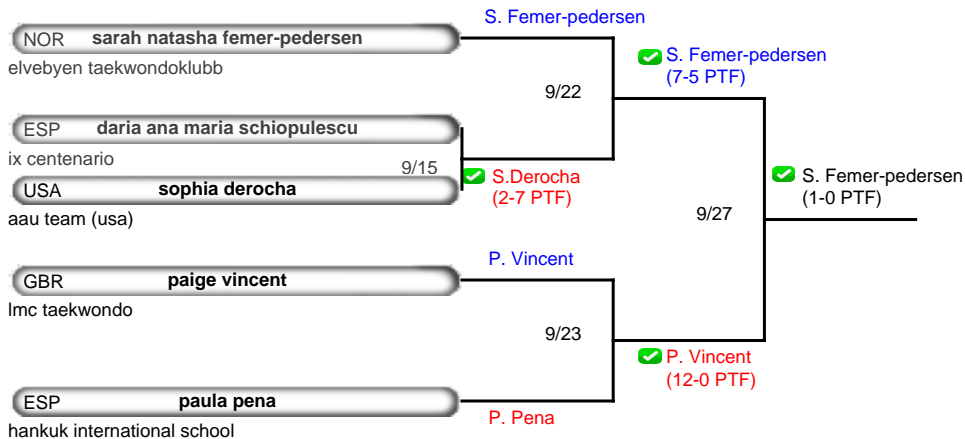 S. Femer-pedersen
NOR sarah natasha femer-pedersen
elvebyen taekwondoklubb
S. Femer-pedersen
(7-5 PTF)
9/22
ESP daria ana maria schiopulescu
ix centenario
9/15
USA sophia derocha
aau team (usa)
S.Derocha
(2-7 PTF)
S. Femer-pedersen
(1-0 PTF)
9/27
P. Vincent
GBR paige vincent
lmc taekwondo
9/23
P. Vincent
(12-0 PTF)
ESP paula pena
hankuk international school
P. Pena